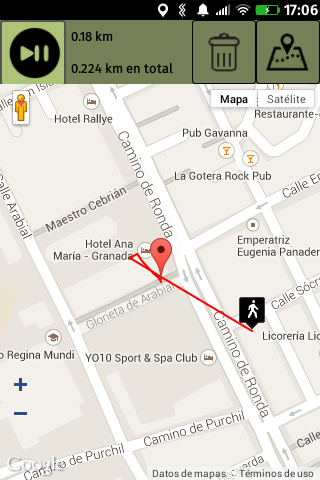 17:06
0.18 km
0.224 km en total
Mapa
Satélite
Hotel Rallye
Restaurante-
Pub Gavanna
Camino de Ronda
La Gotera Rock Pub
Calle Arabial
Maestro Cebrián
Calle Em
Emperatriz
Eugenia Panader
Hotel Ana
María - Granada
Glorieta de Arabial
Calle Sócr
Camino de Ronda
Licorería Lic
o Regina Mundi
YO10 Sport & Spa Club
+
−
Camino de Purchil
Camino de Purchil
Google
Datos de mapas
Términos de uso